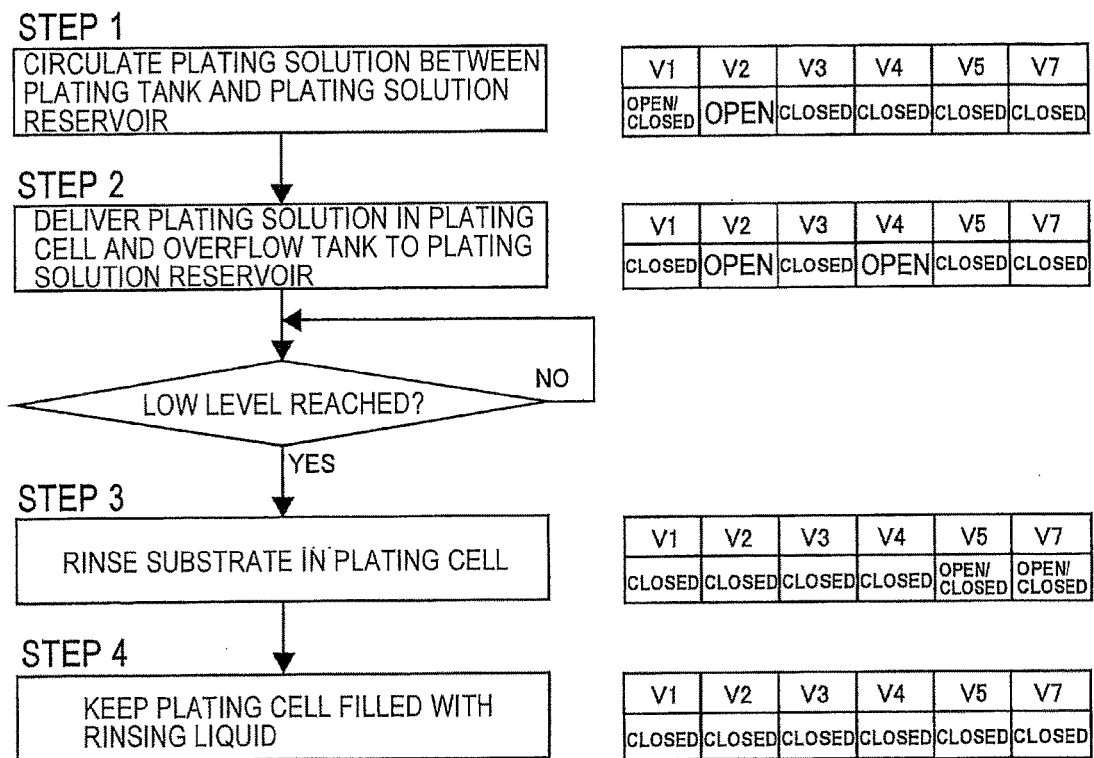 STEP 1
CIRCULATE PLATING SOLUTION BETWEEN
PLATING TANK AND PLATING SOLUTION
RESERVOIR
V1 V2 V3 V4 V5 V7
OPEN/
CLOSED OPEN CLOSED CLOSED CLOSED CLOSED
STEP 2
DELIVER PLATING SOLUTION IN PLATING
CELL AND OVERFLOW TANK TO PLATING
SOLUTION RESERVOIR
V1 V2 V3 V4 V5 V7
CLOSED OPEN CLOSED OPEN CLOSED CLOSED
LOW LEVEL REACHED?
NO
YES
STEP 3
RINSE SUBSTRATE IN PLATING CELL
V1 V2 V3 V4 V5 V7
CLOSED CLOSED CLOSED CLOSED OPEN/ CLOSED OPEN/ CLOSED
STEP 4
KEEP PLATING CELL FILLED WITH
RINSING LIQUID
V1 V2 V3 V4 V5 V7
CLOSED CLOSED CLOSED CLOSED CLOSED CLOSED